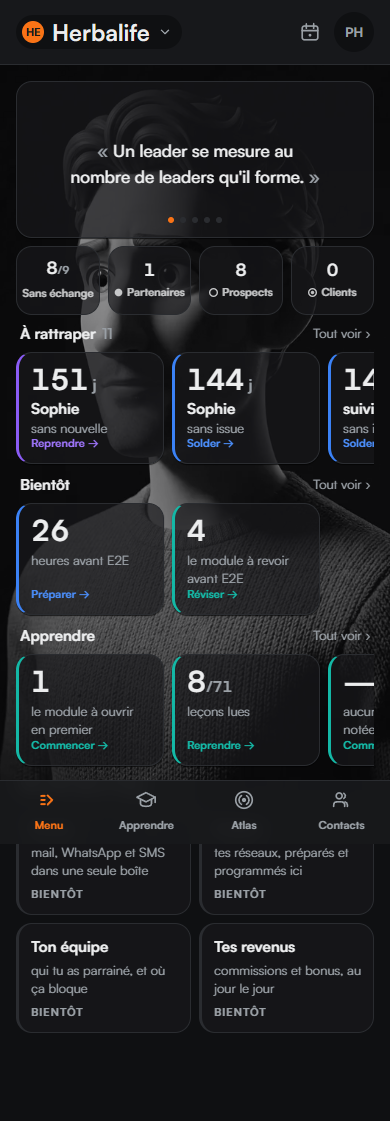 HE Herbalife PH
« Un leader se mesure au
nombre de leaders qu'il forme. »
8/9 1 8 0
Sans échange Partenaires Prospects Clients
À rattraper 11 Tout voir ›
151 j 144 j 14
Sophie Sophie suivi
sans nouvelle sans issue sans
Reprendre → Solder → Solder
Bientôt Tout voir ›
26 4
heures avant E2E le module à revoir
avant E2E
Préparer → Réviser →
Apprendre Tout voir ›
1 8/71 —
le module à ouvrir leçons lues aucun
en premier notée
Commencer → Reprendre → Comm
Menu Apprendre Atlas Contacts
mail, WhatsApp et SMS tes réseaux, préparés et
dans une seule boîte programmés ici
BIENTÔT BIENTÔT
Ton équipe Tes revenus
qui tu as parrainé, et où commissions et bonus, au
ça bloque jour le jour
BIENTÔT BIENTÔT